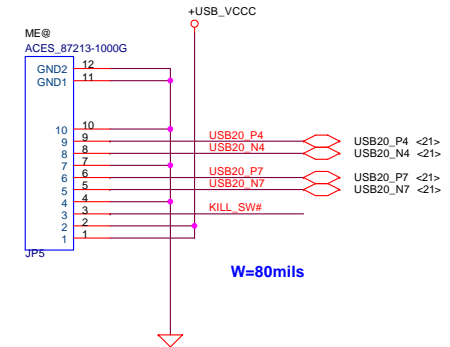 +USB_VCCC
ME@
ACES_87213-1000G
GND2 12
GND1 11
10 10
9 9 USB20_P4 USB20_P4 <21>
8 8 USB20_N4 USB20_N4 <21>
7 7
6 6 USB20_P7 USB20_P7 <21>
5 5 USB20_N7 USB20_N7 <21>
4 4
3 3 KILL_SW#
2 2
1 1
JP5
W=80mils